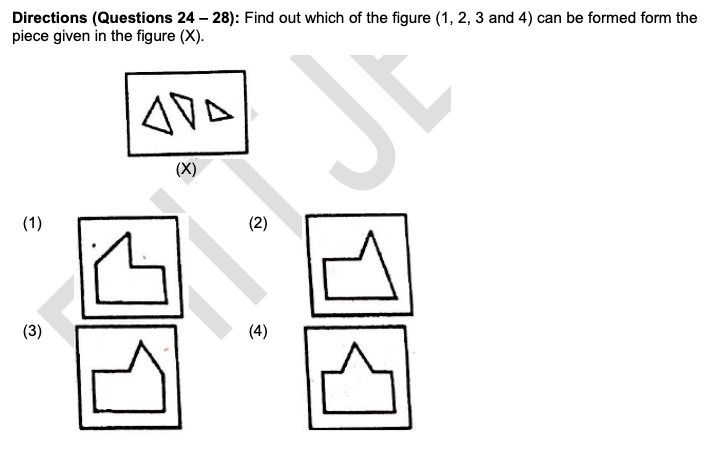 Directions (Questions 24 – 28): Find out which of the figure (1, 2, 3 and 4) can be formed form the
piece given in the figure (X).
(X)
(1)
(2)
(3)
(4)